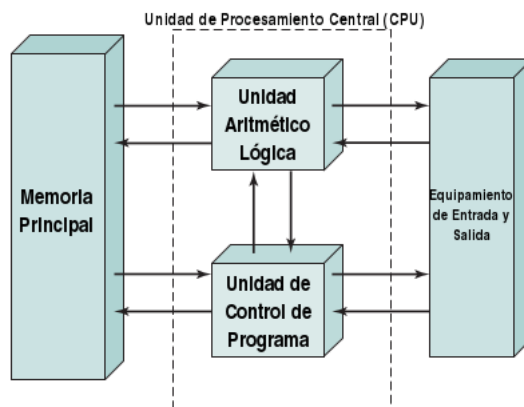 Unidad de Procesamiento Central (CPU)
Unidad
Aritmético
Lógica
Memoria
Principal
Equipamiento
de Entrada y
Salida
Unidad de
Control de
Programa